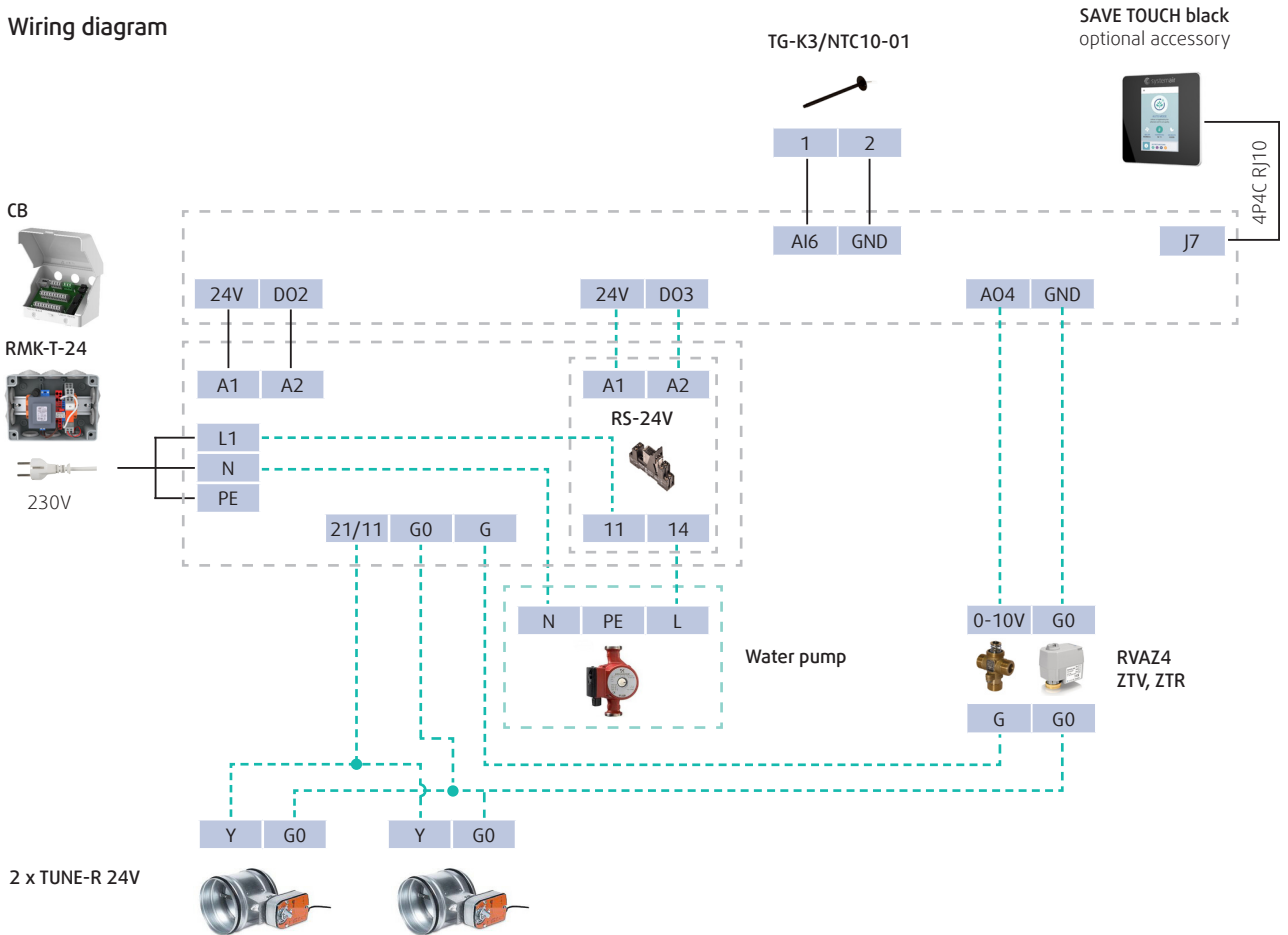 Wiring diagram
SAVE TOUCH black
optional accessory
TG-K3/NTC10-01
systemair
1 2
4P4C RJ10
CB
AI6 GND
J7
24V DO2
24V DO3
AO4 GND
RMK-T-24
A1 A2
A1 A2
RS-24V
L1
N
PE
230V
21/11 G0 G
11 14
N PE L
0-10V G0
Water pump
RVAZ4
ZTV, ZTR
G G0
Y G0
Y G0
2 x TUNE-R 24V